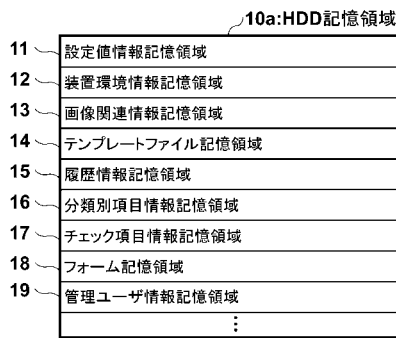 10a:HDD記憶領域
11 設定値情報記憶領域
12 装置環境情報記憶領域
13 画像関連情報記憶領域
14 テンプレートファイル記憶領域
15 履歴情報記憶領域
16 分類別項目情報記憶領域
17 チェック項目情報記憶領域
18 フォーム記憶領域
19 管理ユーザ情報記憶領域
⋮